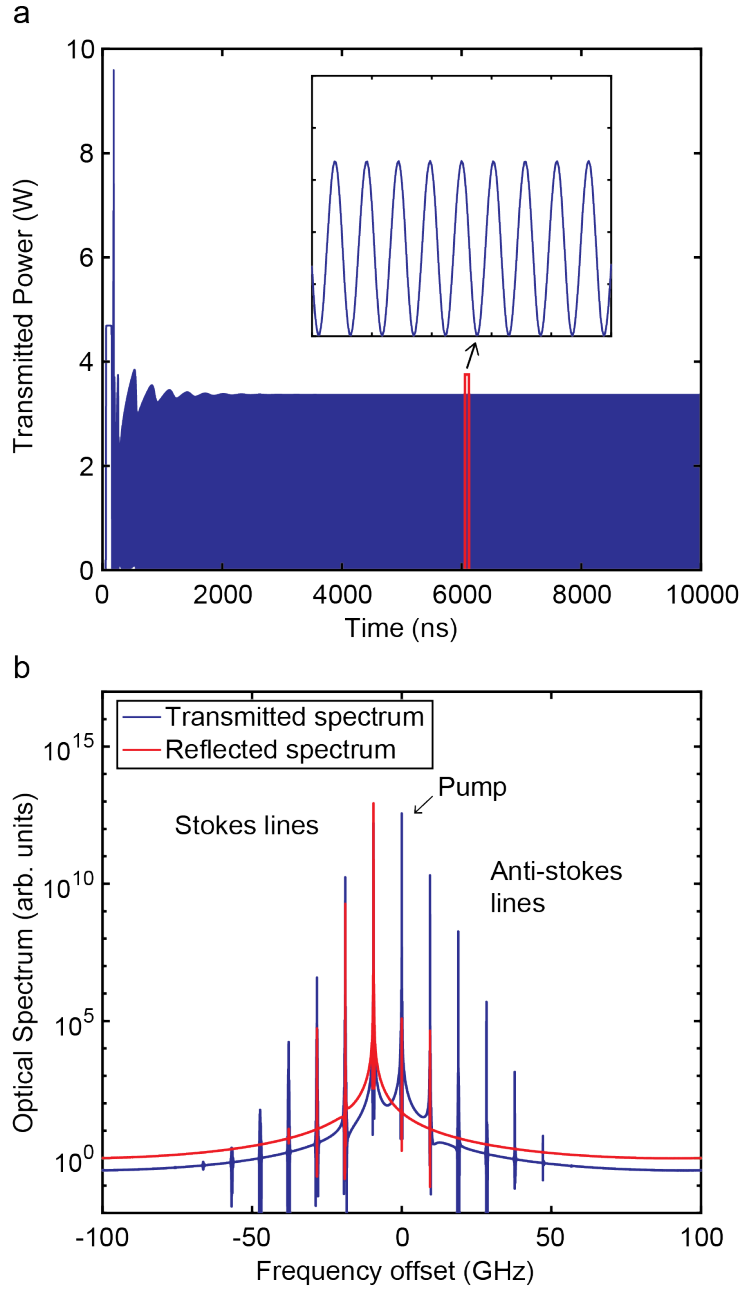 a
10
8
6
4
2
0
Transmitted Power (W)
0 2000 4000 6000 8000 10000
Time (ns)
b
Transmitted spectrum
Reflected spectrum
Pump
Stokes lines
Anti-stokes
lines
10^15
10^10
10^5
10^0
Optical Spectrum (arb. units)
-100 -50 0 50 100
Frequency offset (GHz)